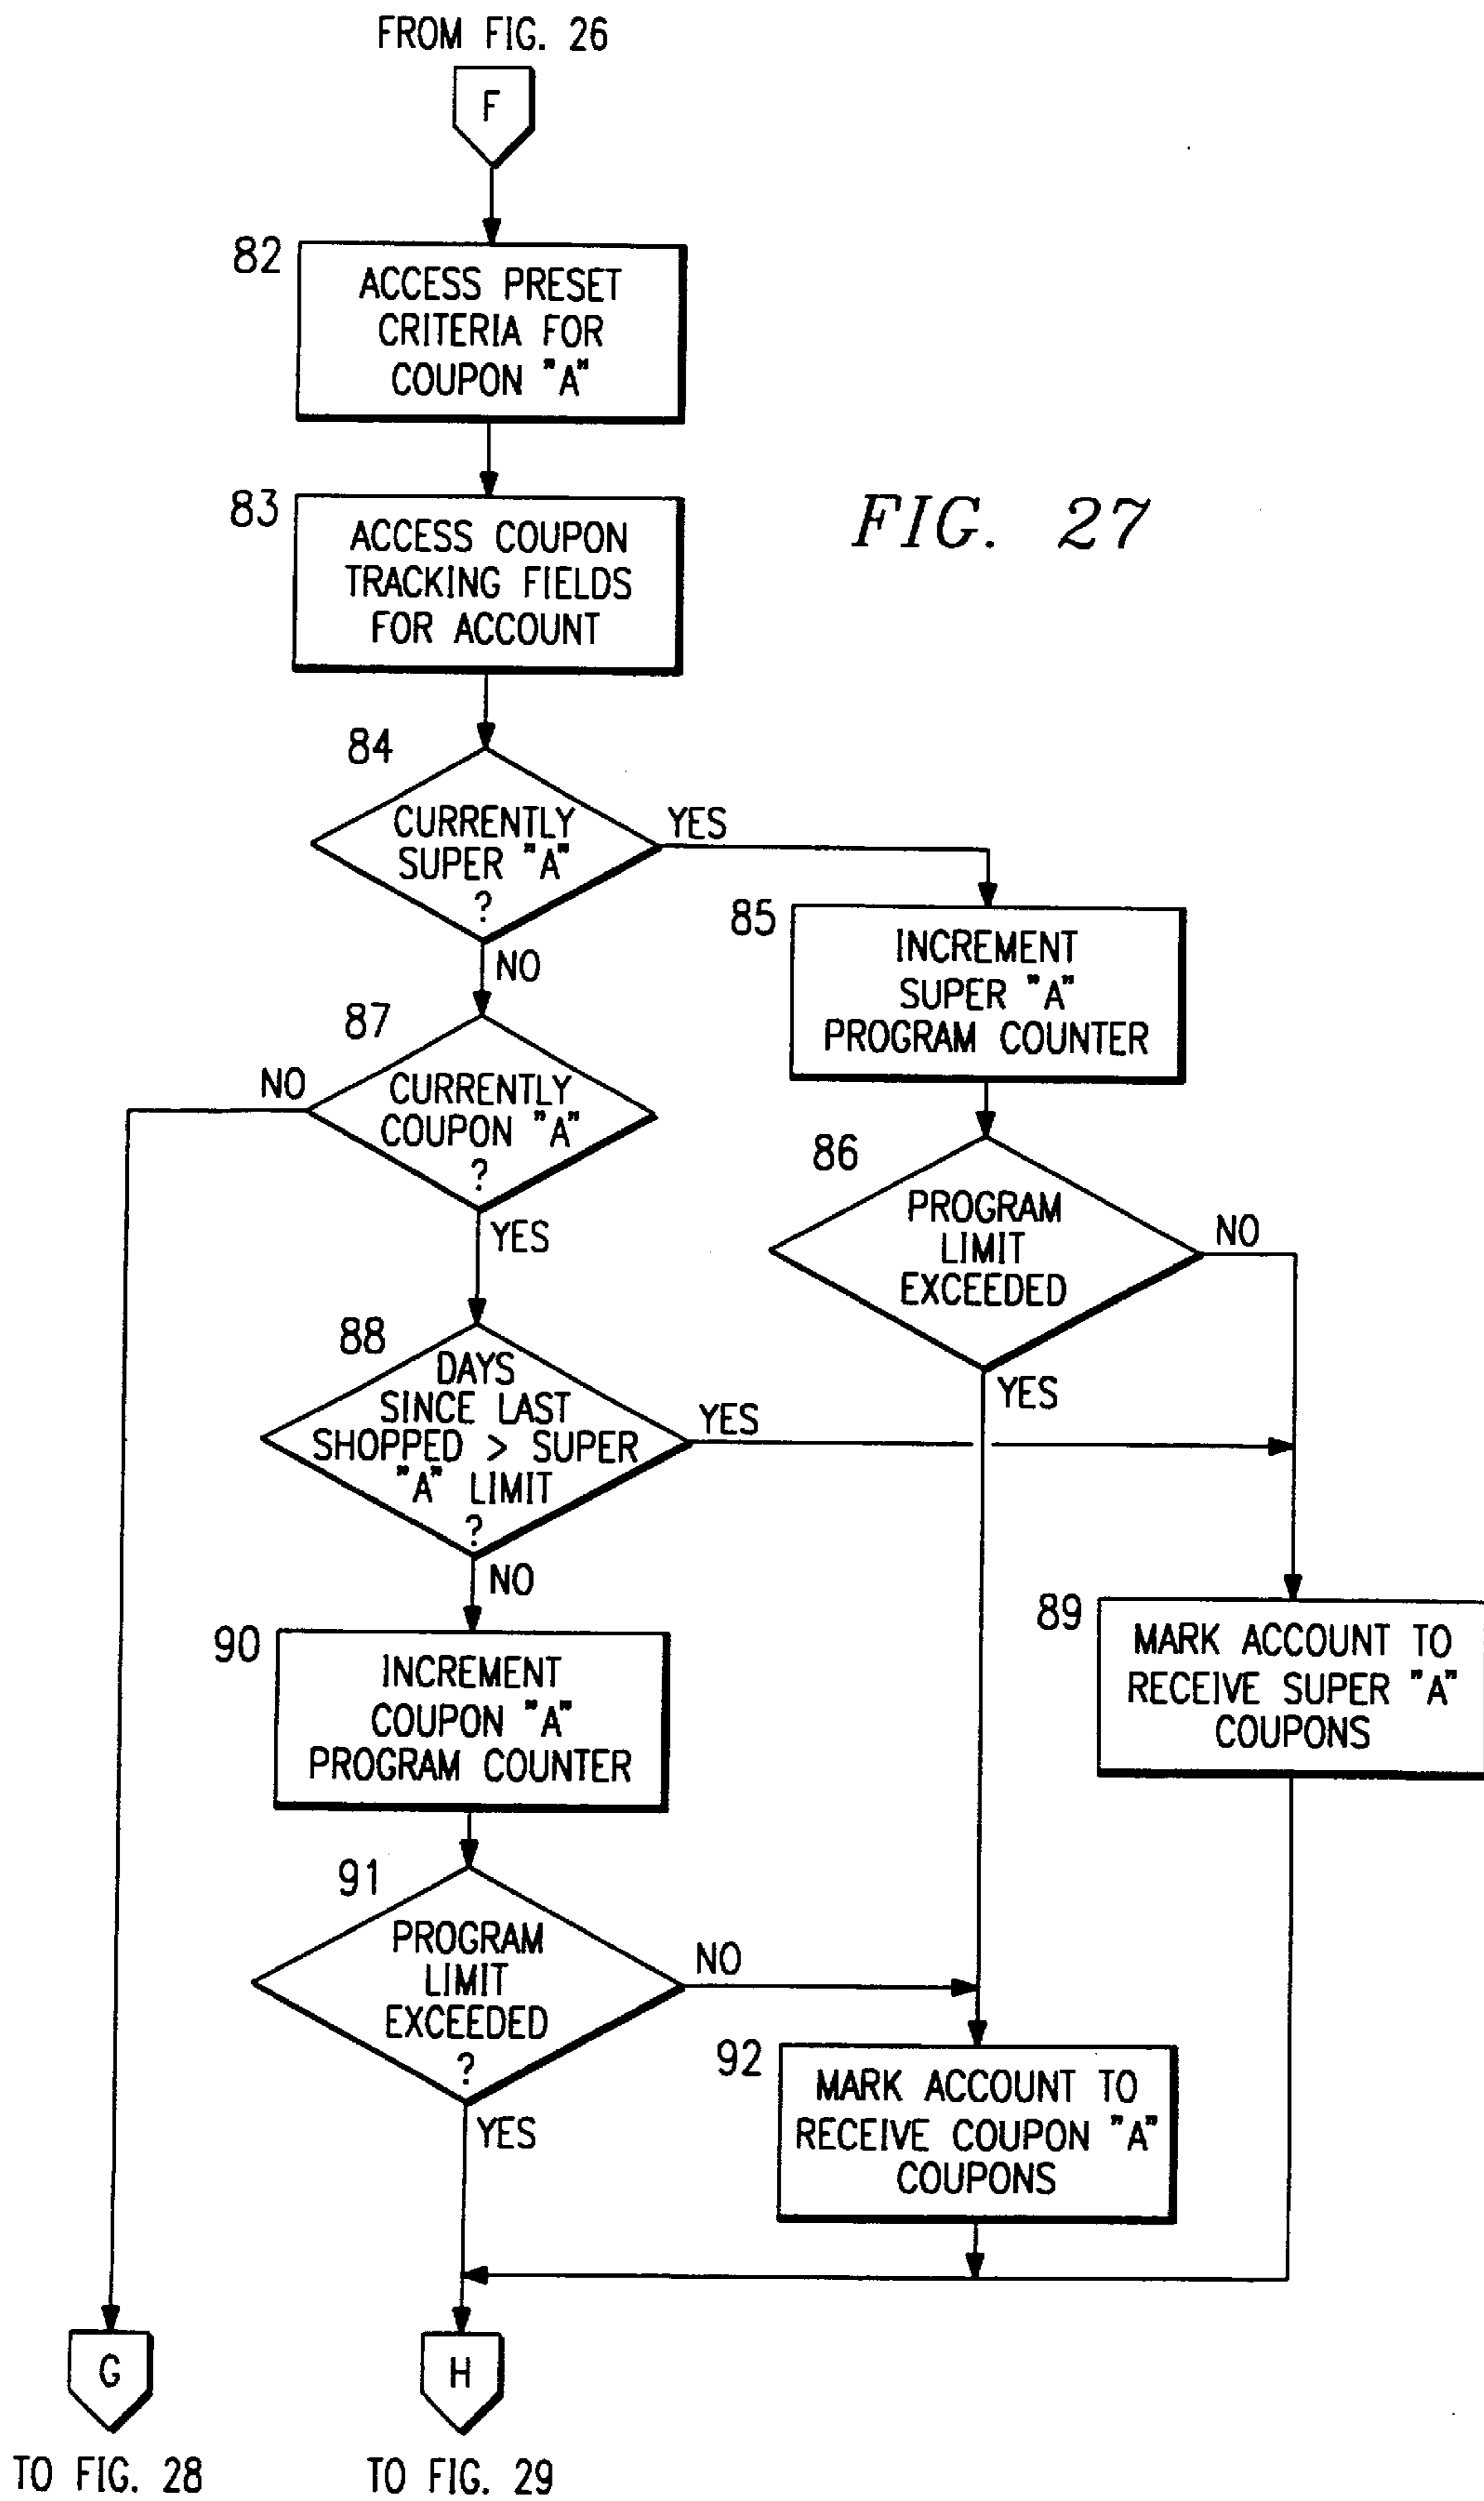 FROM FIG. 26
F
82
ACCESS PRESET
CRITERIA FOR
COUPON "A"
83
ACCESS COUPON
TRACKING FIELDS
FOR ACCOUNT
FIG. 27
84
CURRENTLY
SUPER "A"
?
YES
NO
85
INCREMENT
SUPER "A"
PROGRAM COUNTER
87
CURRENTLY
COUPON "A"
?
NO
YES
86
PROGRAM
LIMIT
EXCEEDED
NO
YES
88
DAYS
SINCE LAST
SHOPPED > SUPER
"A" LIMIT
?
YES
NO
89
MARK ACCOUNT TO
RECEIVE SUPER "A"
COUPONS
90
INCREMENT
COUPON "A"
PROGRAM COUNTER
91
PROGRAM
LIMIT
EXCEEDED
?
NO
YES
92
MARK ACCOUNT TO
RECEIVE COUPON "A"
COUPONS
G
H
TO FIG. 28
TO FIG. 29